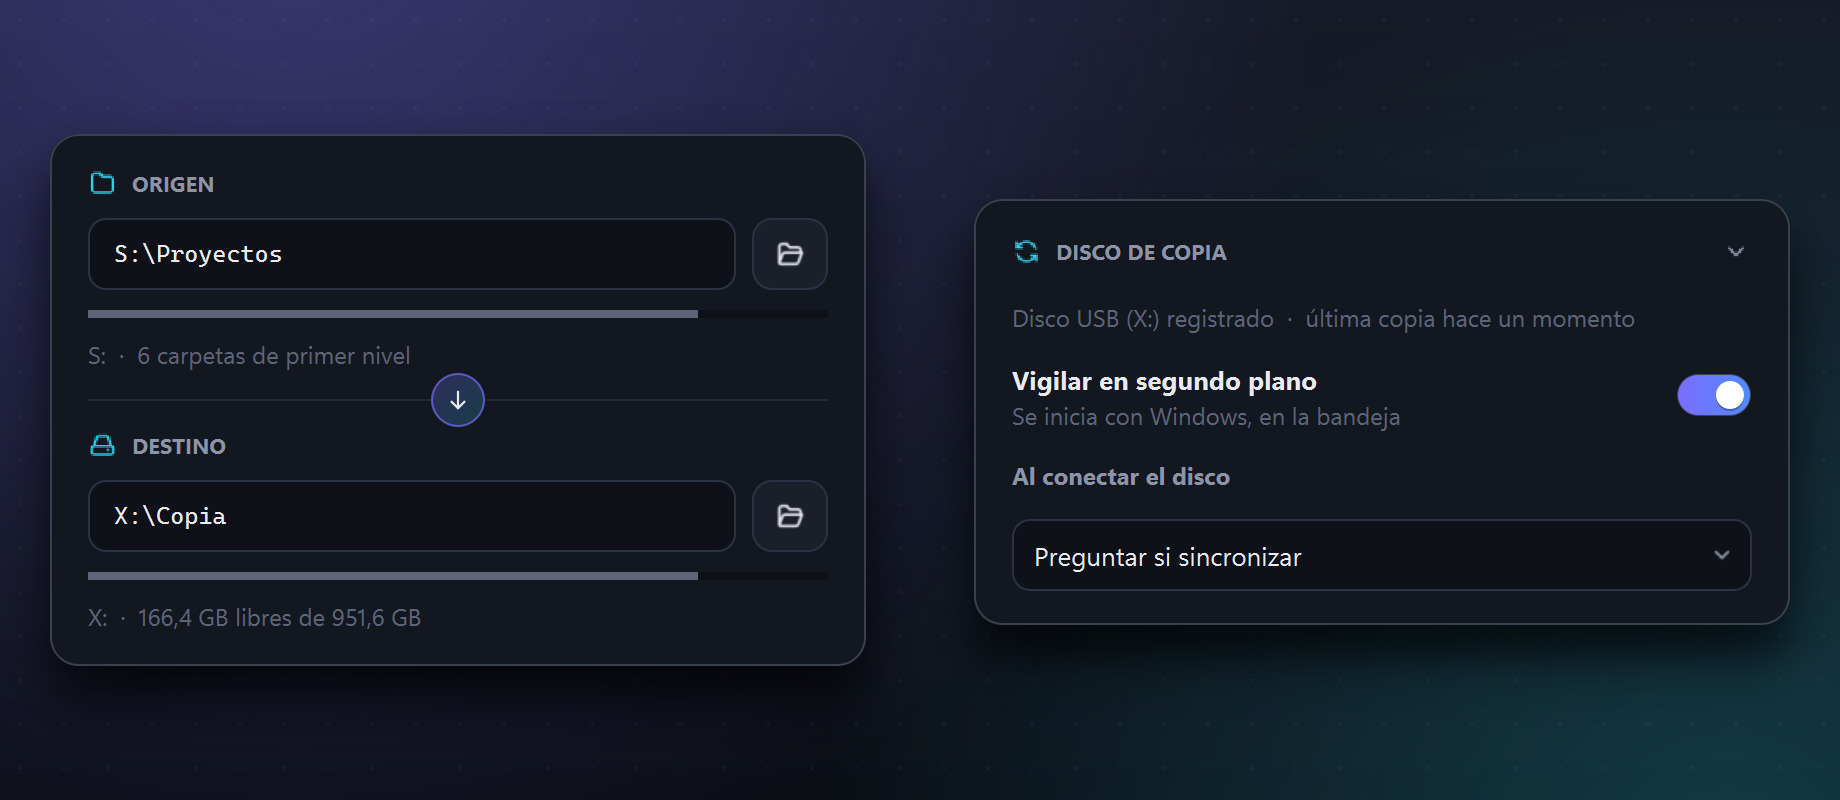 ORIGEN
S:\Proyectos
S: · 6 carpetas de primer nivel
DESTINO
X:\Copia
X: · 166,4 GB libres de 951,6 GB
DISCO DE COPIA
Disco USB (X:) registrado · última copia hace un momento
Vigilar en segundo plano
Se inicia con Windows, en la bandeja
Al conectar el disco
Preguntar si sincronizar